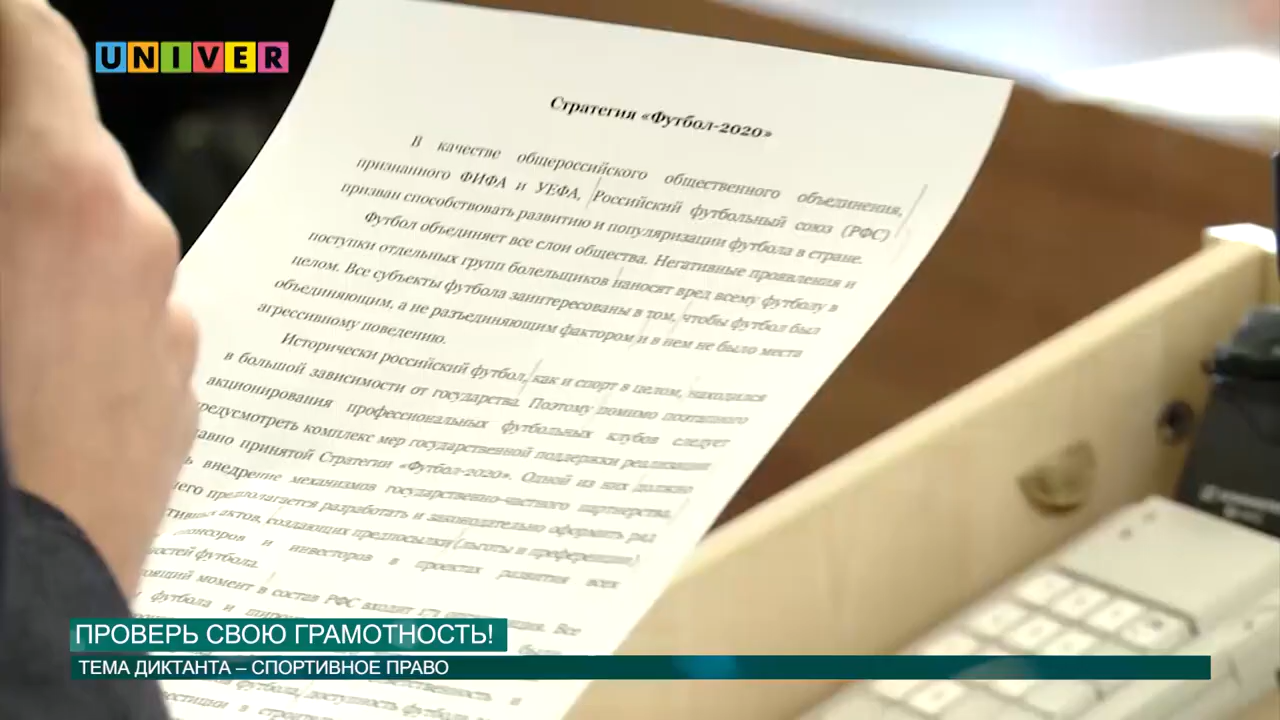 UNIVER
Стратегия «Футбол-2020»
В качестве общероссийского общественного объединения,
признанного ФИФА и УЕФА, Российский футбольный союз (РФС)
призван способствовать развитию и популяризации футбола в стране.
Футбол объединяет все слои общества. Негативные проявления и
поступки отдельных групп болельщиков наносят вред всему футболу в
целом. Все субъекты футбола заинтересованы в том, чтобы футбол был
объединяющим, а не разъединяющим фактором и в нем не было места
агрессивному поведению.
Исторически российский футбол, как и спорт в целом, находился
в большой зависимости от государства. Поэтому помимо поэтапного
акционирования профессиональных футбольных клубов следует
предусмотреть комплекс мер государственной поддержки реализации
принятой Стратегии «Футбол-2020». Одной из них должно
внедрение механизмов государственно-частного партнерства.
предполагается разработать и законодательно оформить ряд
актов, создающих предпосылки (льготы и преференции)
и инвесторов в проектах развития всех
футбола.
момент в состав РФС входит 171 Все
футбола и
футбола, доступность футбола
в
ПРОВЕРЬ СВОЮ ГРАМОТНОСТЬ!
ТЕМА ДИКТАНТА – СПОРТИВНОЕ ПРАВО